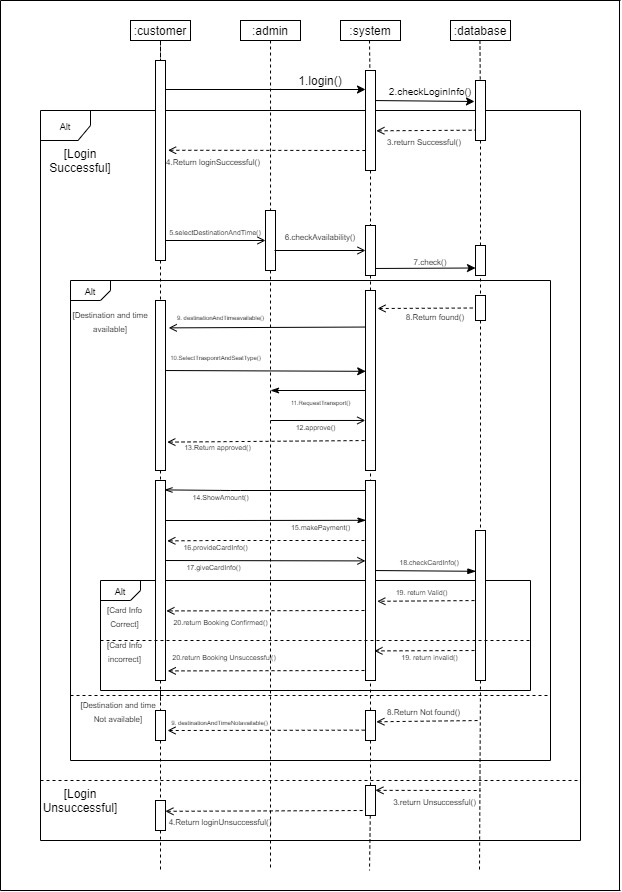 :customer
:admin
:system
:database
1.login()
2.checkLoginInfo()
Alt
3.return Successful()
[Login
Successful]
4.Return loginSuccessful()
5.selectDestinationAndTime()
6.checkAvailability()
7.check()
Alt
[Destination and time
available]
8.Return found()
9. destinationAndTimeavailable()
10.SelectTrasportAndSeatType()
11.RequestTransport()
12.approve()
13.Return approved()
14.ShowAmount()
15.makePayment()
16.provideCardInfo()
17.giveCardInfo()
18.checkCardInfo()
Alt
19. return Valid()
[Card Info
Correct]
20.return Booking Confirmed()
[Card Info
incorrect]
19. return invalid()
20.return Booking Unsuccessful()
[Destination and time
Not available]
8.Return Not found()
9. destinationAndTimeNotavailable()
[Login
Unsuccessful]
3.return Unsuccessful()
4.Return loginUnsuccessful()